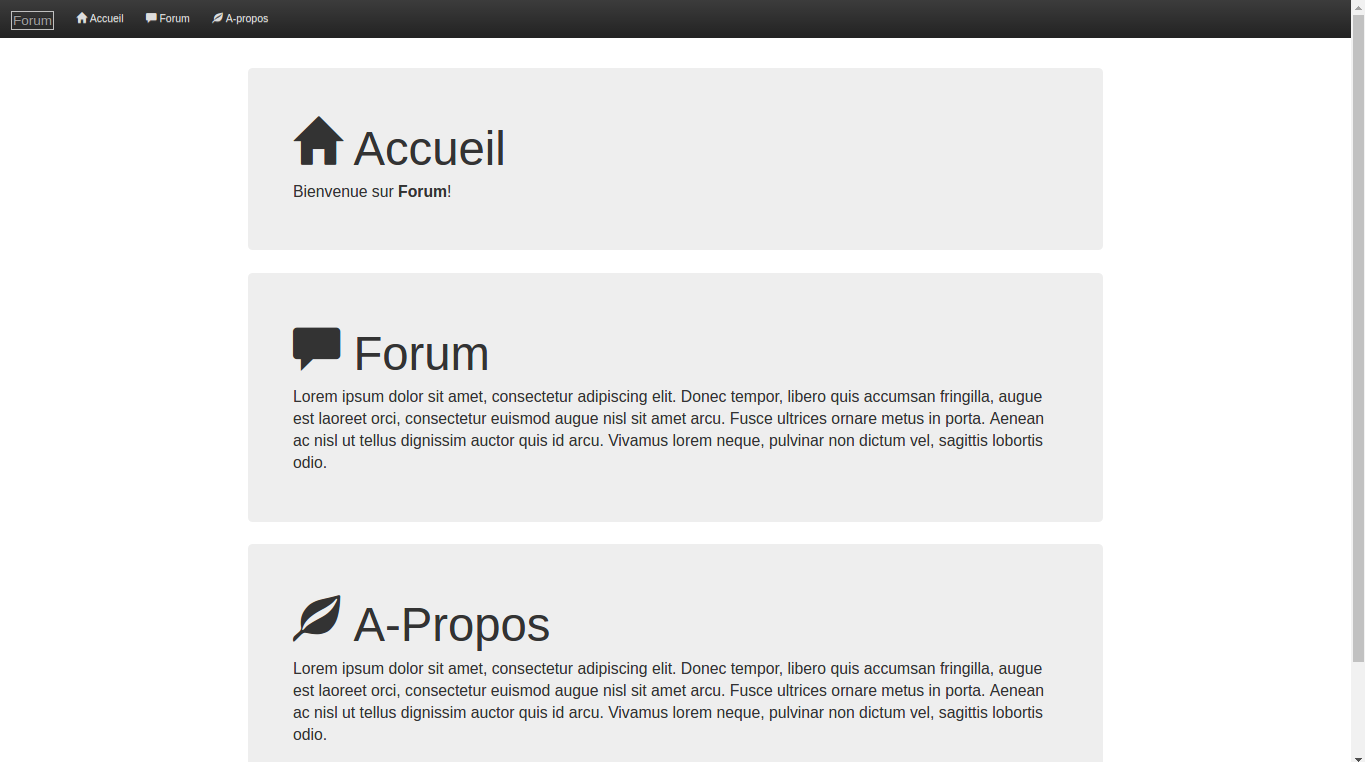 Forum Accueil Forum A-propos
Accueil
Bienvenue sur Forum!
Forum
Lorem ipsum dolor sit amet, consectetur adipiscing elit. Donec tempor, libero quis accumsan fringilla, augue
est laoreet orci, consectetur euismod augue nisl sit amet arcu. Fusce ultrices ornare metus in porta. Aenean
ac nisl ut tellus dignissim auctor quis id arcu. Vivamus lorem neque, pulvinar non dictum vel, sagittis lobortis
odio.
A-Propos
Lorem ipsum dolor sit amet, consectetur adipiscing elit. Donec tempor, libero quis accumsan fringilla, augue
est laoreet orci, consectetur euismod augue nisl sit amet arcu. Fusce ultrices ornare metus in porta. Aenean
ac nisl ut tellus dignissim auctor quis id arcu. Vivamus lorem neque, pulvinar non dictum vel, sagittis lobortis
odio.